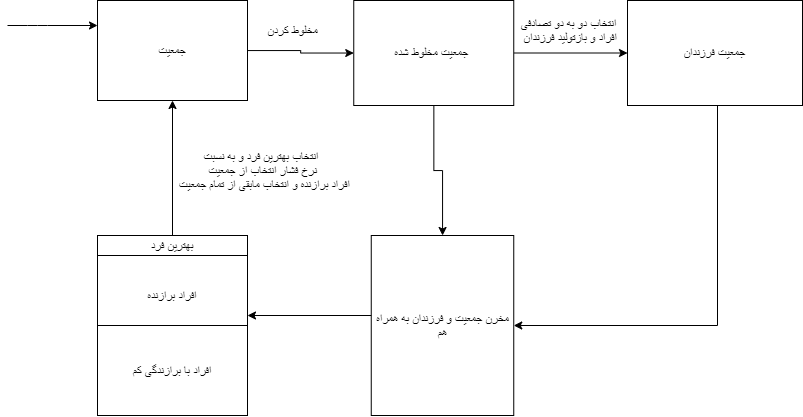 جمعیت
مخلوط کردن
جمعیت مخلوط شده
انتخاب دو به دو تصادفی
افراد و بازتولید فرزندان
جمعیت فرزندان
انتخاب بهترین فرد و به نسبت
نرخ فشار انتخاب از جمعیت
افراد برازنده و انتخاب مابقی از تمام جمعیت
بهترین فرد
افراد برازنده
افراد با برازندگی کم
مخرن جمعیت و فرزندان به همراه
هم